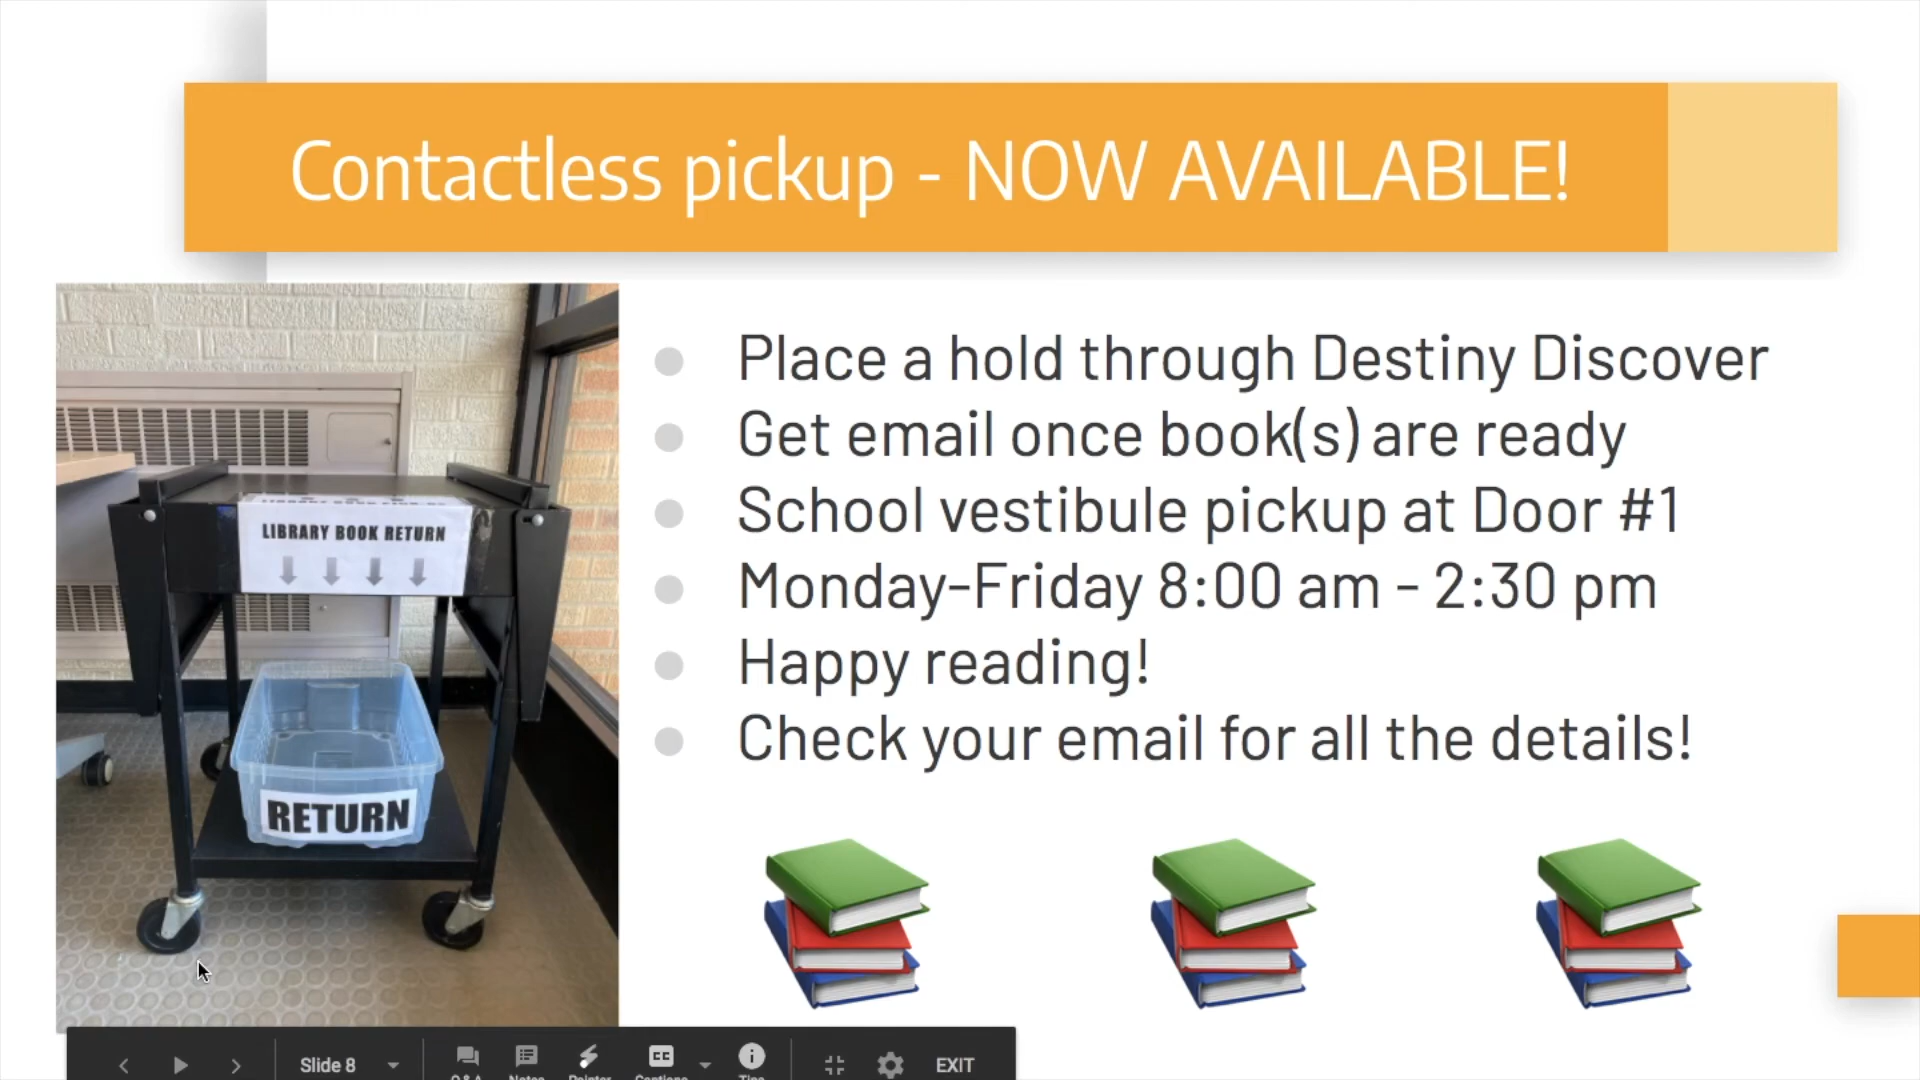 Contactless pickup - NOW AVAILABLE!
Place a hold through Destiny Discover
Get email once book(s) are ready
School vestibule pickup at Door #1
Monday-Friday 8:00 am - 2:30 pm
Happy reading!
Check your email for all the details!
LIBRARY BOOK RETURN
RETURN
Slide 8
Q&A Notes Pointer Captions Tips
EXIT